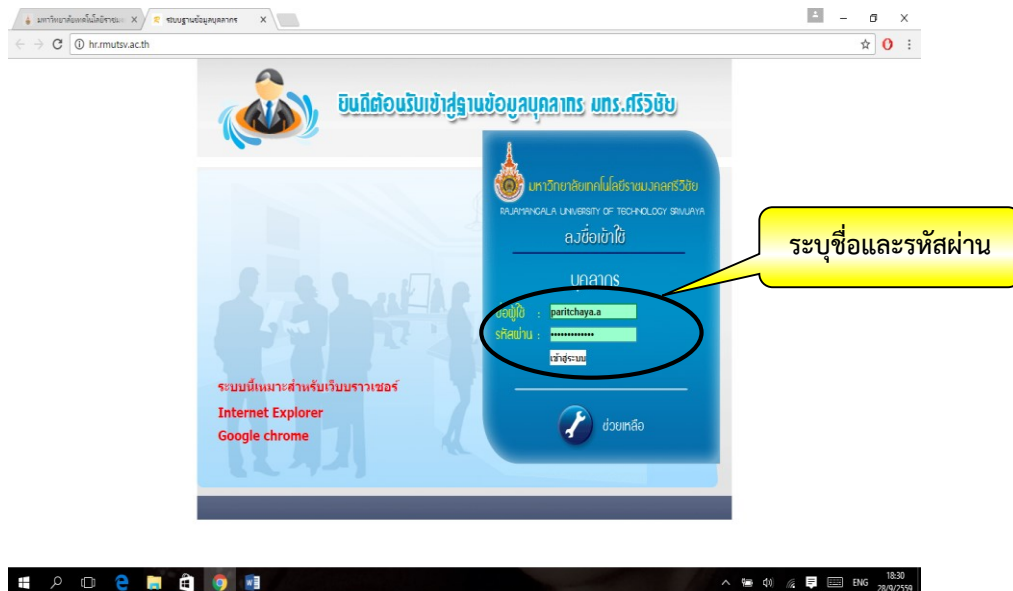 มหาวิทยาลัยเทคโนโลยีราชม
ระบบฐานข้อมูลบุคลากร
hr.rmutsv.ac.th
ยินดีต้อนรับเข้าสู่ฐานข้อมูลบุคลากร มทร.ศรีวิชัย
มหาวิทยาลัยเทคโนโลยีราชมงคลศรีวิชัย
RAJAMANGALA UNIVERSITY OF TECHNOLOGY SRIVIJAYA
ลงชื่อเข้าใช้
ระบุชื่อและรหัสผ่าน
บุคลากร
ชื่อผู้ใช้ : paritchaya.a
รหัสผ่าน :
เข้าสู่ระบบ
ระบบนี้เหมาะสำหรับเว็บบราวเซอร์
Internet Explorer
Google chrome
ช่วยเหลือ
ENG
18:30
28/9/2559